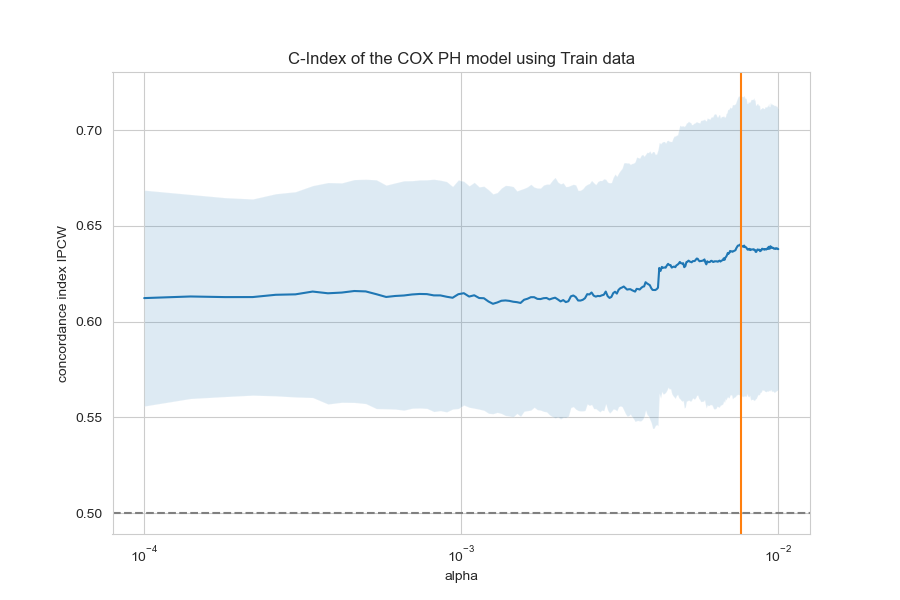 C-Index of the COX PH model using Train data
concordance index IPCW
0.70
0.65
0.60
0.55
0.50
10⁻⁴
10⁻³
10⁻²
alpha